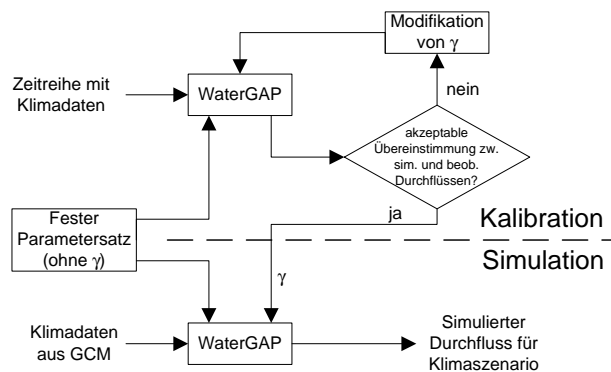 Modifikation
von γ
Zeitreihe mit
Klimadaten
WaterGAP
nein
akzeptable
Übereinstimmung zw.
sim. und beob.
Durchflüssen?
ja
Kalibration
Fester
Parametersatz
(ohne γ)
Simulation
γ
Klimadaten
aus GCM
WaterGAP
Simulierter
Durchfluss für
Klimaszenario